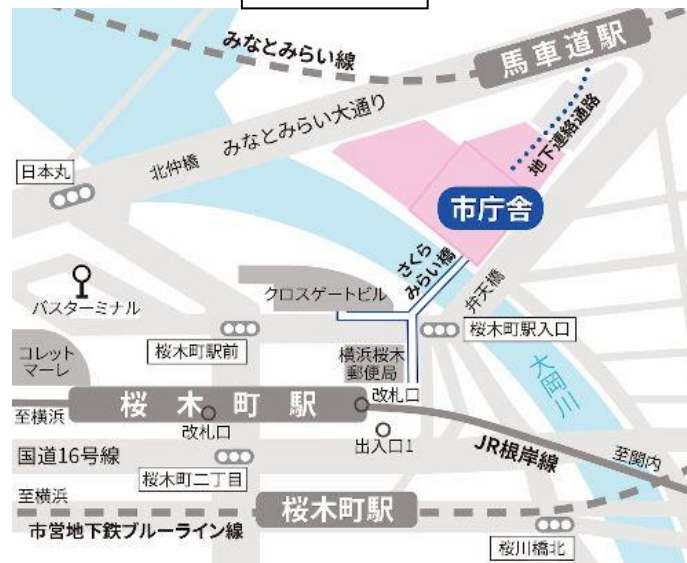 みなとみらい線
馬車道駅
みなとみらい大通り
地下連絡通路
北仲橋
日本丸
市庁舎
さくら
みらい橋
弁天橋
バスターミナル
クロスゲートビル
桜木町駅前
桜木町駅入口
コレット
マーレ
横浜桜木
郵便局
大岡川
改札口
桜木町駅
至横浜
改札口
出入口1
JR根岸線
至関内
国道16号線
桜木町二丁目
至横浜
桜木町駅
市営地下鉄ブルーライン線
桜川橋北